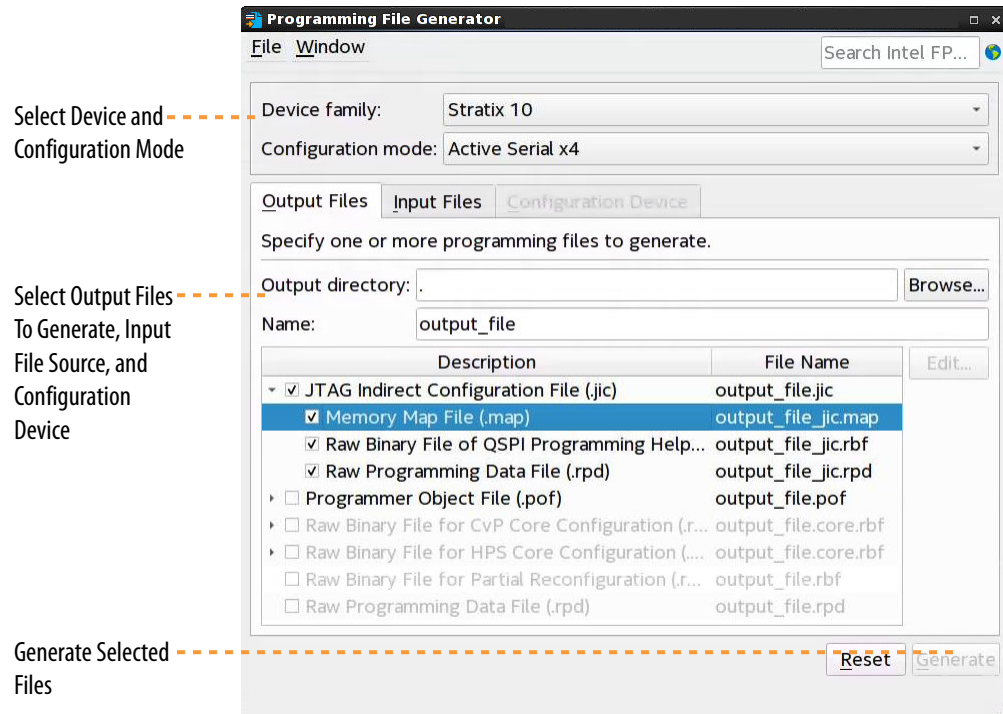 Programming File Generator
File Window
Search Intel FP...
Select Device and
Configuration Mode
Device family: Stratix 10
Configuration mode: Active Serial x4
Output Files Input Files Configuration Device
Specify one or more programming files to generate.
Select Output Files
To Generate, Input
File Source, and
Configuration
Device
Output directory: . Browse...
Name: output_file
Description File Name Edit...
JTAG Indirect Configuration File (.jic) output_file.jic
Memory Map File (.map) output_file_jic.map
Raw Binary File of QSPI Programming Help... output_file_jic.rbf
Raw Programming Data File (.rpd) output_file_jic.rpd
Programmer Object File (.pof) output_file.pof
Raw Binary File for CvP Core Configuration (.r... output_file.core.rbf
Raw Binary File for HPS Core Configuration (.... output_file.core.rbf
Raw Binary File for Partial Reconfiguration (.r... output_file.rbf
Raw Programming Data File (.rpd) output_file.rpd
Generate Selected
Files
Reset Generate